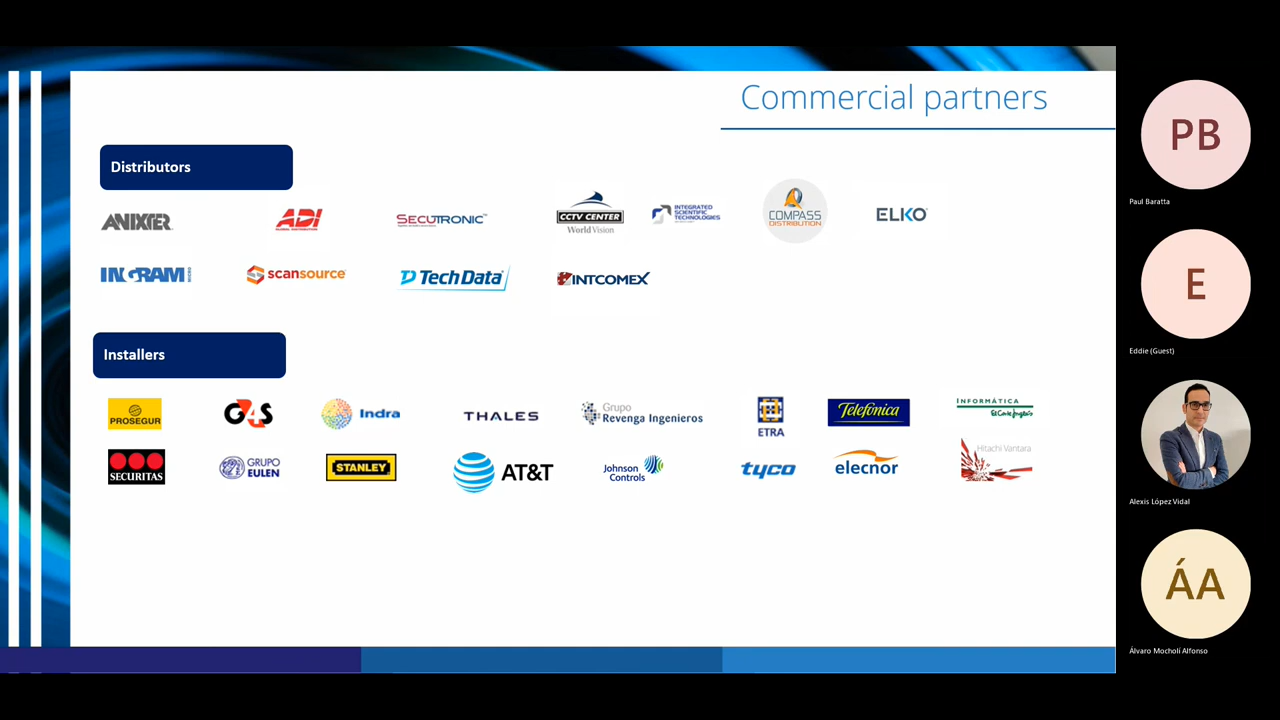 Commercial partners
Distributors
ANIXTER
ADI
GLOBAL DISTRIBUTION
SECUTRONIC
CCTV CENTER
World Vision
INTEGRATED
SCIENTIFIC
TECHNOLOGIES
COMPASS
DISTRIBUTION
ELKO
INGRAM
scansource
Tech Data
INTCOMEX
Installers
PROSEGUR
G4S
Indra
THALES
Grupo
Revenga Ingenieros
ETRA
Telefónica
INFORMÁTICA
El Corte Inglés
SECURITAS
GRUPO
EULEN
STANLEY
AT&T
Johnson
Controls
tyco
elecnor
Hitachi Vantara
PB
Paul Baratta
E
Eddie (Guest)
Alexis López Vidal
ÁA
Álvaro Mocholí Alfonso